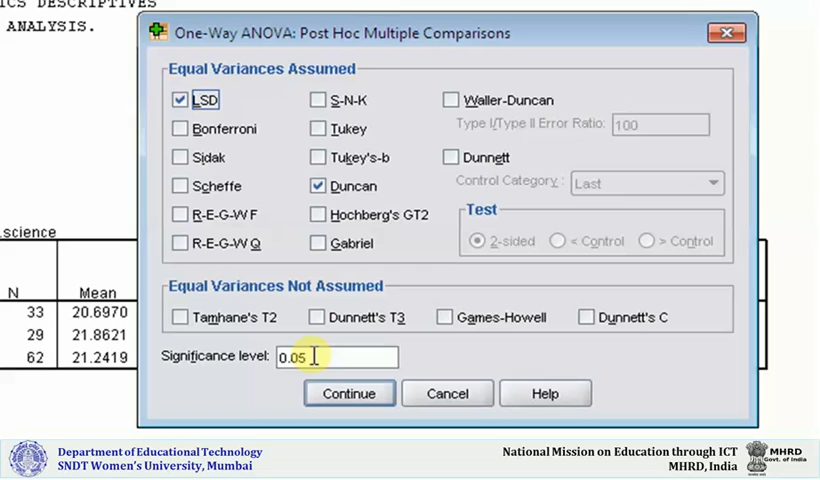 ICS DESCRIPTIVES
ANALYSIS.
One-Way ANOVA: Post Hoc Multiple Comparisons
Equal Variances Assumed
LSD
S-N-K
Waller-Duncan
Bonferroni
Tukey
Type I/Type II Error Ratio: 100
Sidak
Tukey's-b
Dunnett
Scheffe
Duncan
Control Category: Last
R-E-G-W F
Hochberg's GT2
Test
R-E-G-W Q
Gabriel
2-sided
< Control
> Control
.science
Equal Variances Not Assumed
N
Mean
Tamhane's T2
Dunnett's T3
Games-Howell
Dunnett's C
33 20.6970
29 21.8621
62 21.2419
Significance level: 0.05
Continue
Cancel
Help
Department of Educational Technology
SNDT Women's University, Mumbai
National Mission on Education through ICT
MHRD, India
MHRD
Govt. of India